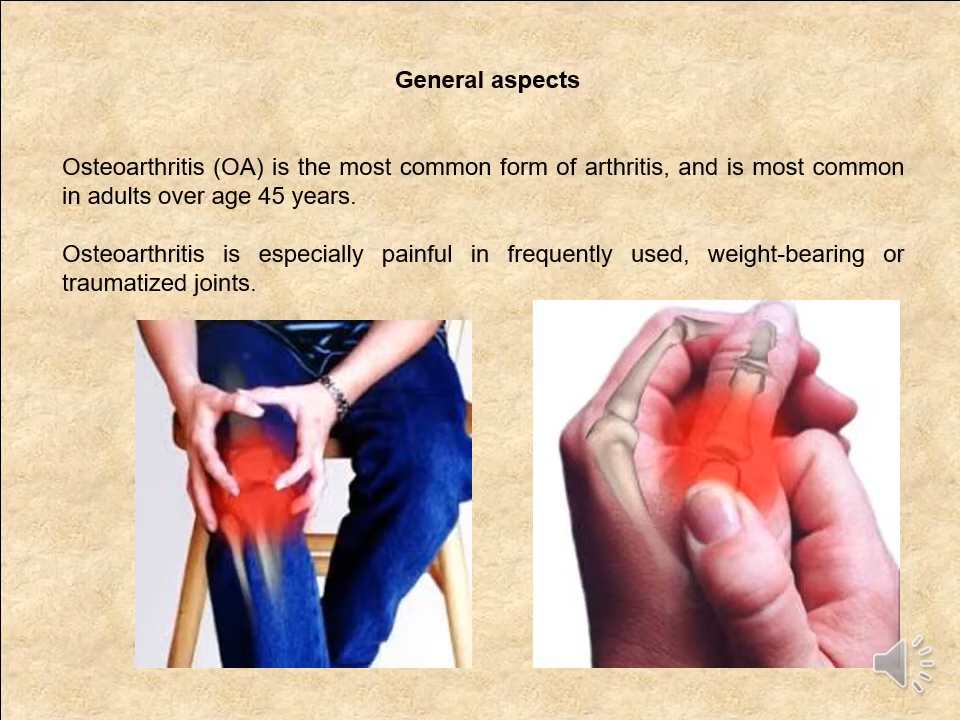 General aspects
Osteoarthritis (OA) is the most common form of arthritis, and is most common
in adults over age 45 years.
Osteoarthritis is especially painful in frequently used, weight-bearing or
traumatized joints.